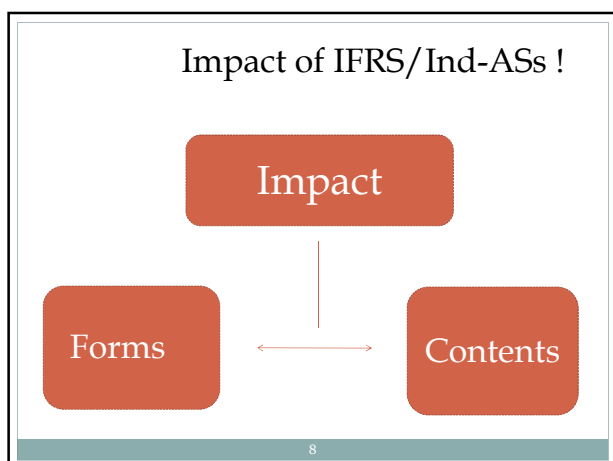 Impact of IFRS/Ind-ASs !
Impact
Forms
Contents
8